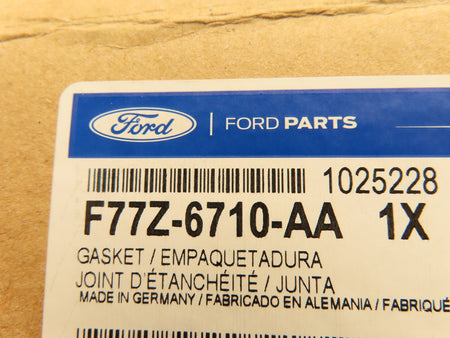 Ford | FORD PARTS
1025228
F77Z-6710-AA 1X
GASKET / EMPAQUETADURA
JOINT D'ÉTANCHÉITÉ / JUNTA
MADE IN GERMANY / FABRICADO EN ALEMANIA / FABRIQUÉ